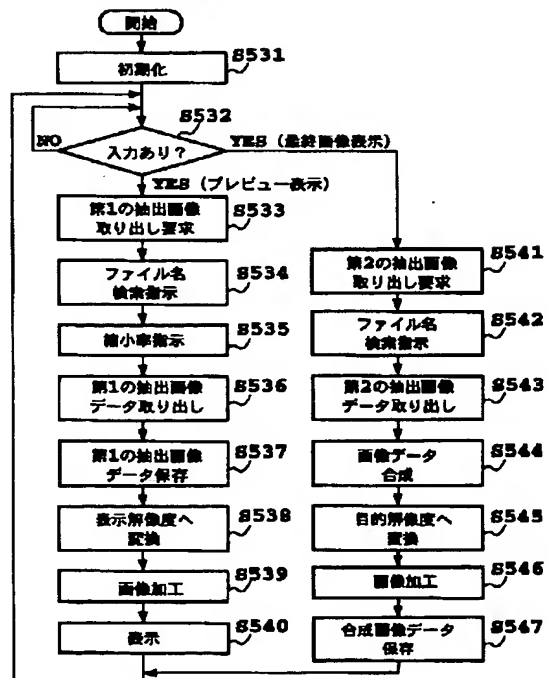 開始
初期化
S531
S532
入力あり？
NO
YES（最終画像表示）
YES（プレビュー表示）
第1の抽出画像
取り出し要求
S533
ファイル名
検索指示
S534
縮小率指示
S535
第1の抽出画像
データ取り出し
S536
第1の抽出画像
データ保存
S537
表示解像度へ
変換
S538
画像加工
S539
表示
S540
第2の抽出画像
取り出し要求
S541
ファイル名
検索指示
S542
第2の抽出画像
データ取り出し
S543
画像データ
合成
S544
目的解像度へ
変換
S545
画像加工
S546
合成画像データ
保存
S547